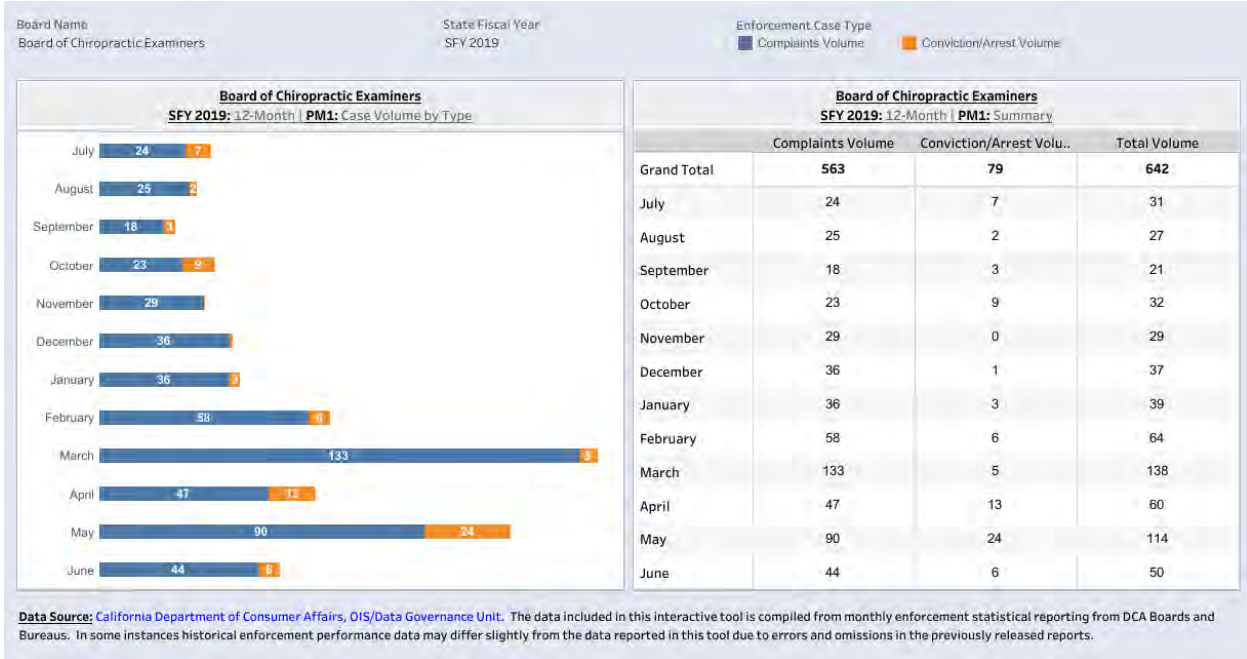 Board Name
Board of Chiropractic Examiners
State Fiscal Year
SFY 2019
Enforcement Case Type
Complaints Volume Conviction/Arrest Volume
Board of Chiropractic Examiners
SFY 2019: 12-Month | PM1: Case Volume by Type
July 24 7
August 25 2
September 18 3
October 23 9
November 29
December 36
January 36 3
February 58 6
March 133 5
April 47 13
May 90 24
June 44 6
Board of Chiropractic Examiners
SFY 2019: 12-Month | PM1: Summary
Complaints Volume Conviction/Arrest Volu.. Total Volume
Grand Total 563 79 642
July 24 7 31
August 25 2 27
September 18 3 21
October 23 9 32
November 29 0 29
December 36 1 37
January 36 3 39
February 58 6 64
March 133 5 138
April 47 13 60
May 90 24 114
June 44 6 50
Data Source: California Department of Consumer Affairs, OIS/Data Governance Unit. The data included in this interactive tool is compiled from monthly enforcement statistical reporting from DCA Boards and
Bureaus. In some instances historical enforcement performance data may differ slightly from the data reported in this tool due to errors and omissions in the previously released reports.